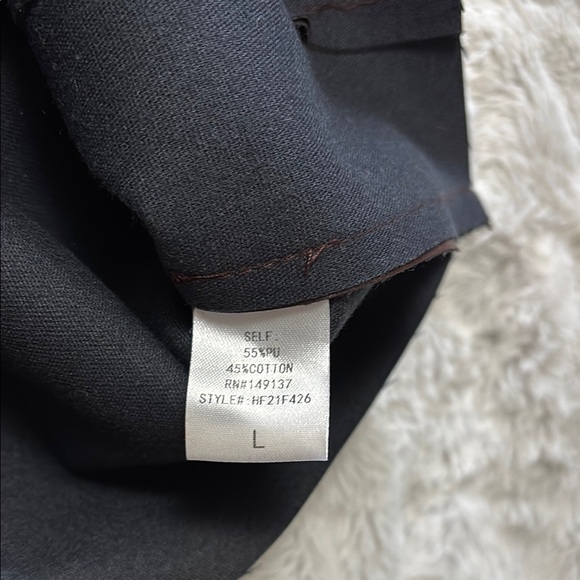 SELF:
55%PU
45%COTTON
RN#149137
STYLE#:HF21F426
L